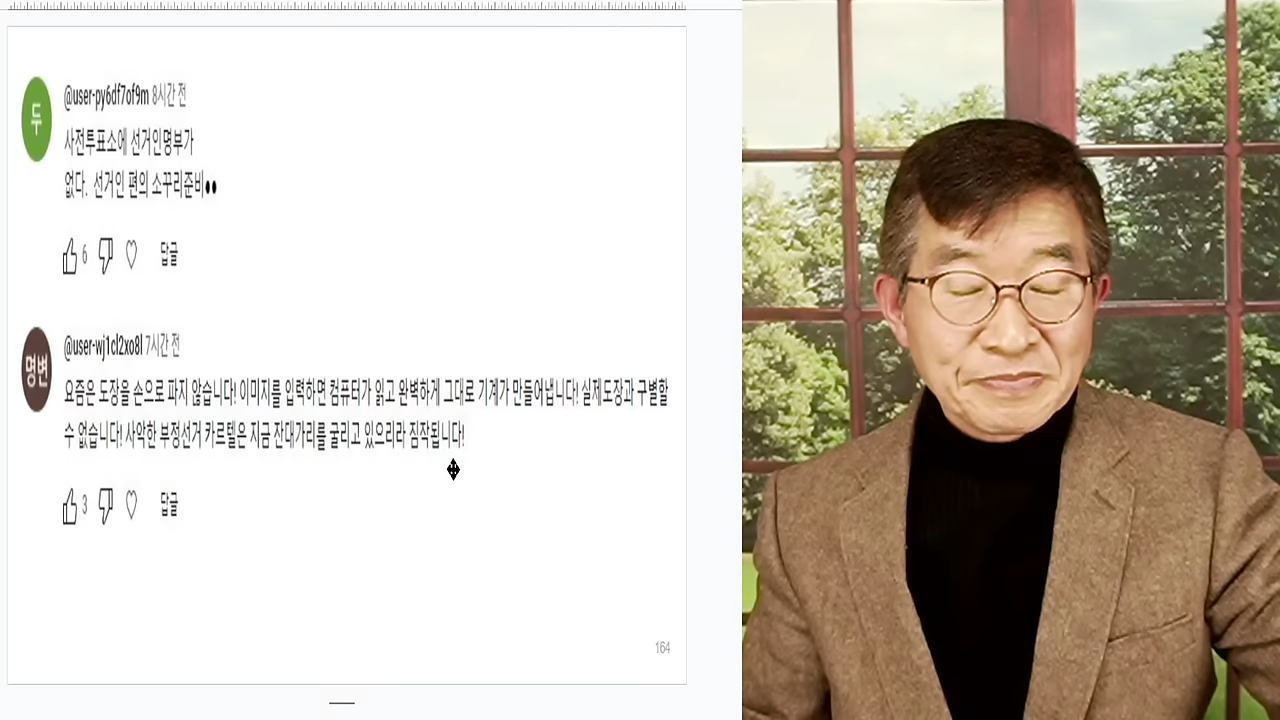 두
@user-py6df7of9m 8시간 전
사전투표소에 선거인명부가
없다. 선거인 편의 소꾸리준비••
6 답글
명변
@user-wj1cl2xo8l 7시간 전
요즘은 도장을 손으로 파지 않습니다! 이미지를 입력하면 컴퓨터가 읽고 완벽하게 그대로 기계가 만들어냅니다! 실제도장과 구별할
수 없습니다! 사악한 부정선거 카르텔은 지금 잔대가리를 굴리고 있으리라 짐작됩니다!
3 답글
164